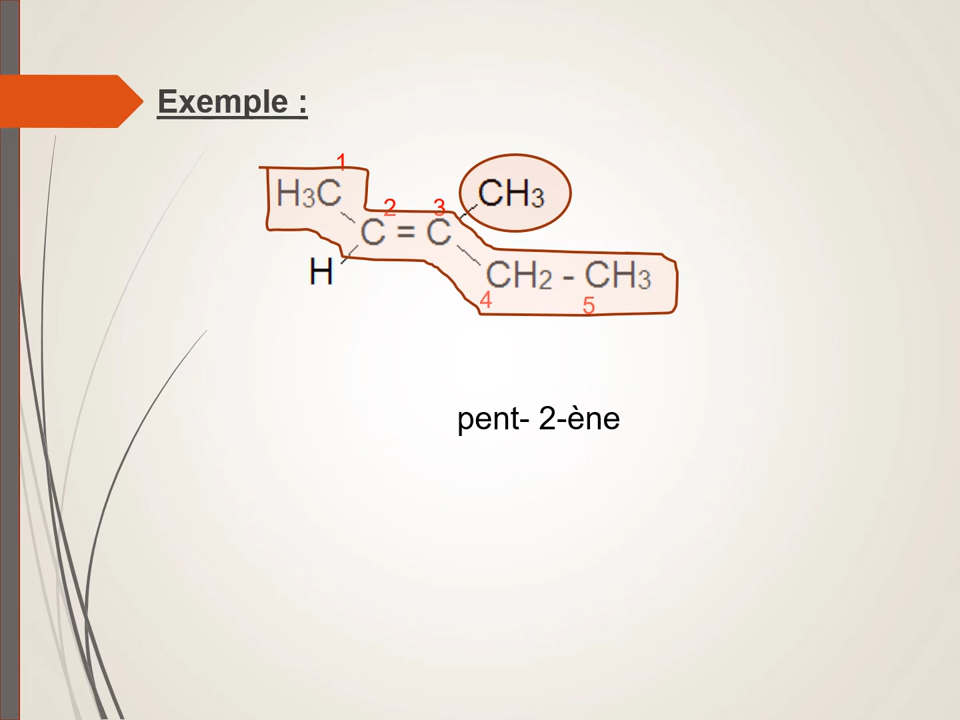 Exemple :
1
H3C
2 3
CH3
C = C
H
CH2 - CH3
4 5
pent- 2-ène